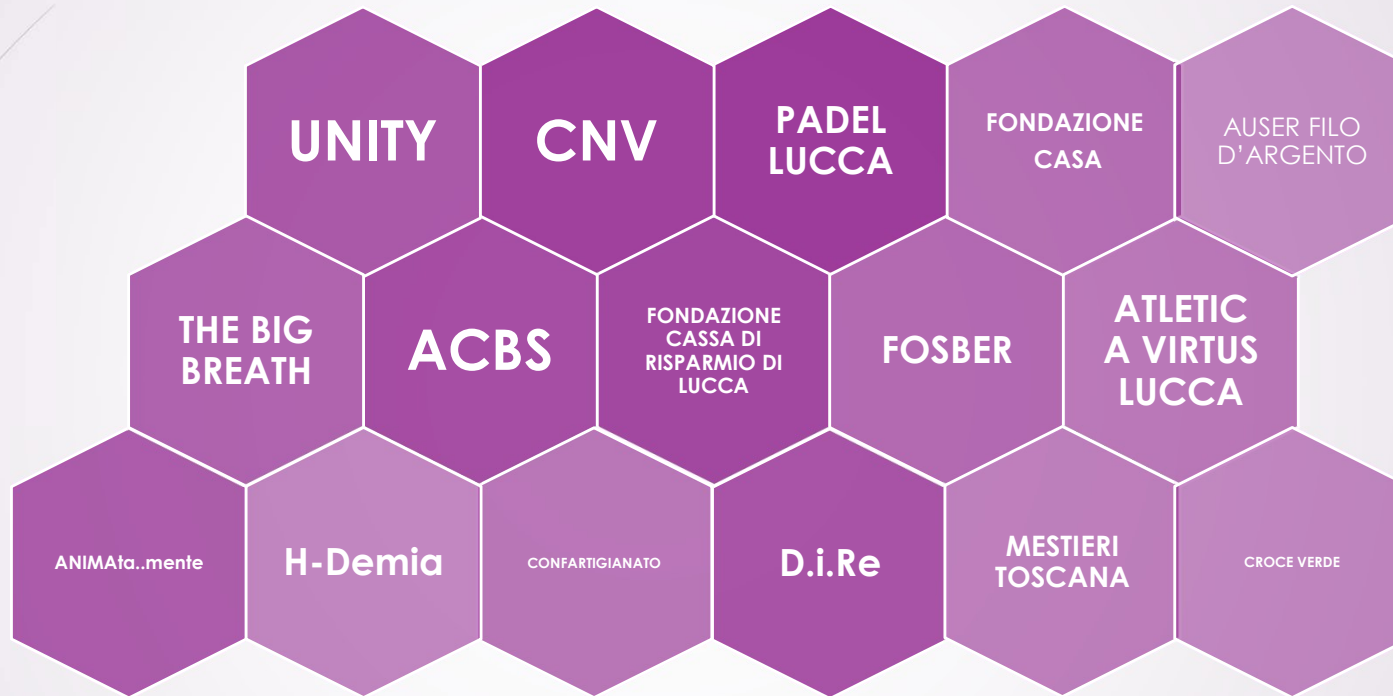 UNITY
CNV
PADEL
LUCCA
FONDAZIONE
CASA
AUSER FILO
D’ARGENTO
THE BIG
BREATH
ACBS
FONDAZIONE
CASSA DI
RISPARMIO DI
LUCCA
FOSBER
ATLETIC
A VIRTUS
LUCCA
ANIMAta..mente
H-Demia
CONFARTIGIANATO
D.i.Re
MESTIERI
TOSCANA
CROCE VERDE